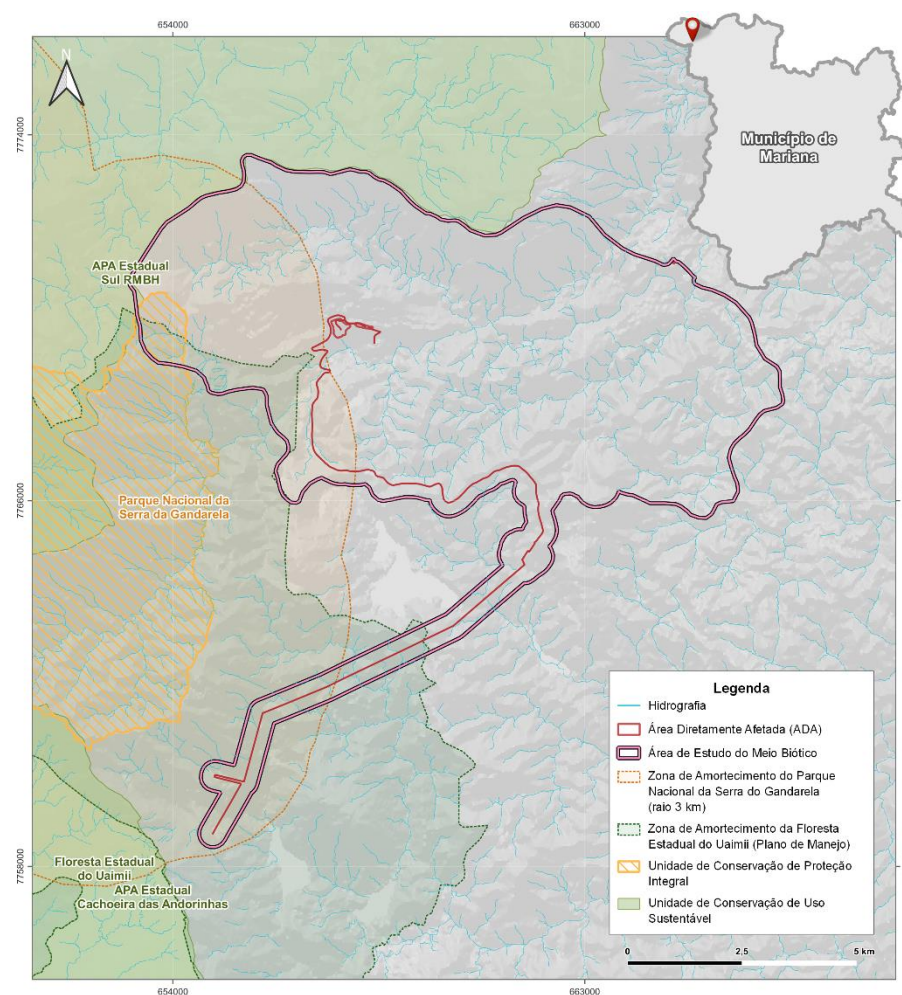 654000
663000
N
7774000
Município de
Mariana
APA Estadual
Sul RMBH
Parque Nacional da
Serra da Gandarela
7766000
Legenda
Hidrografia
Área Diretamente Afetada (ADA)
Área de Estudo do Meio Biótico
Zona de Amortecimento do Parque
Nacional da Serra do Gandarela
(raio 3 km)
Zona de Amortecimento da Floresta
Estadual do Uaimii (Plano de Manejo)
Unidade de Conservação de Proteção
Integral
Unidade de Conservação de Uso
Sustentável
7758000
Floresta Estadual
do Uaimii
APA Estadual
Cachoeira das Andorinhas
0
2.5
5 km
654000
663000